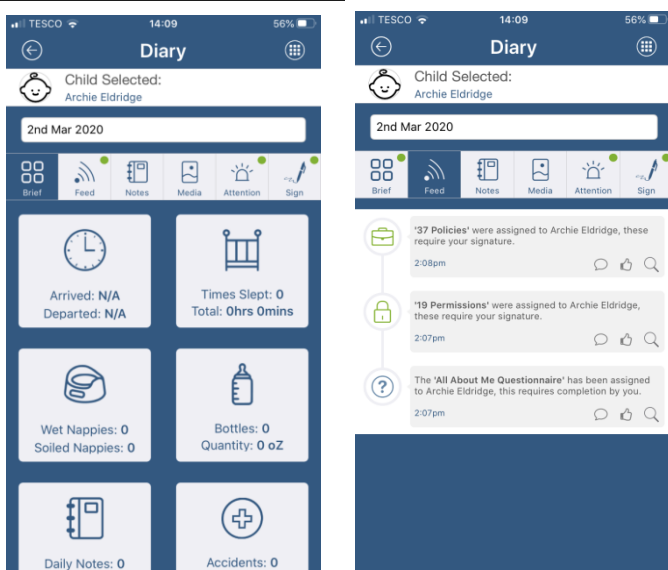 TESCO 14:09 56%
Diary
Child Selected:
Archie Eldridge
2nd Mar 2020
Brief Feed Notes Media Attention Sign
Arrived: N/A
Departed: N/A
Times Slept: 0
Total: 0hrs 0mins
Wet Nappies: 0
Soiled Nappies: 0
Bottles: 0
Quantity: 0 oZ
Daily Notes: 0
Accidents: 0
TESCO 14:09 56%
Diary
Child Selected:
Archie Eldridge
2nd Mar 2020
Brief Feed Notes Media Attention Sign
'37 Policies' were assigned to Archie Eldridge, these
require your signature.
2:08pm
'19 Permissions' were assigned to Archie Eldridge,
these require your signature.
2:07pm
The 'All About Me Questionnaire' has been assigned
to Archie Eldridge, this requires completion by you.
2:07pm